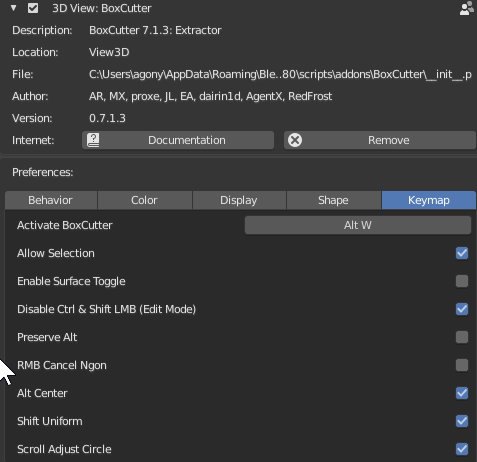 3D View: BoxCutter
Description: BoxCutter 7.1.3: Extractor
Location: View3D
File: C:\Users\agony\AppData\Roaming\Ble..80\scripts\addons\BoxCutter\__init__.p
Author: AR, MX, proxe, JL, EA, dairin1d, AgentX, RedFrost
Version: 0.7.1.3
Internet: Documentation Remove
Preferences:
Behavior Color Display Shape Keymap
Activate BoxCutter Alt W
Allow Selection
Enable Surface Toggle
Disable Ctrl & Shift LMB (Edit Mode)
Preserve Alt
RMB Cancel Ngon
Alt Center
Shift Uniform
Scroll Adjust Circle